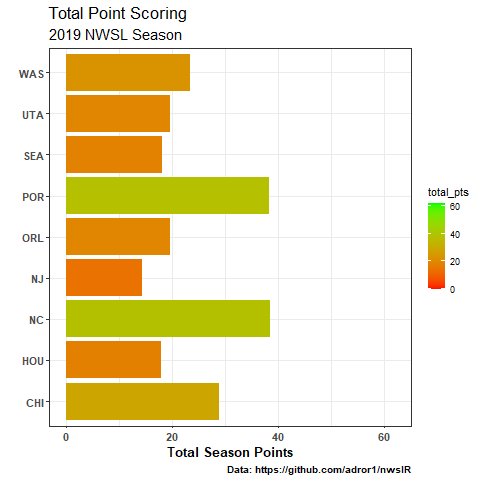 Total Point Scoring
2019 NWSL Season
WAS
UTA
SEA
POR
ORL
NJ
NC
HOU
CHI
0 20 40 60
Total Season Points
Data: https://github.com/adror1/nwslR
total_pts
60
40
20
0